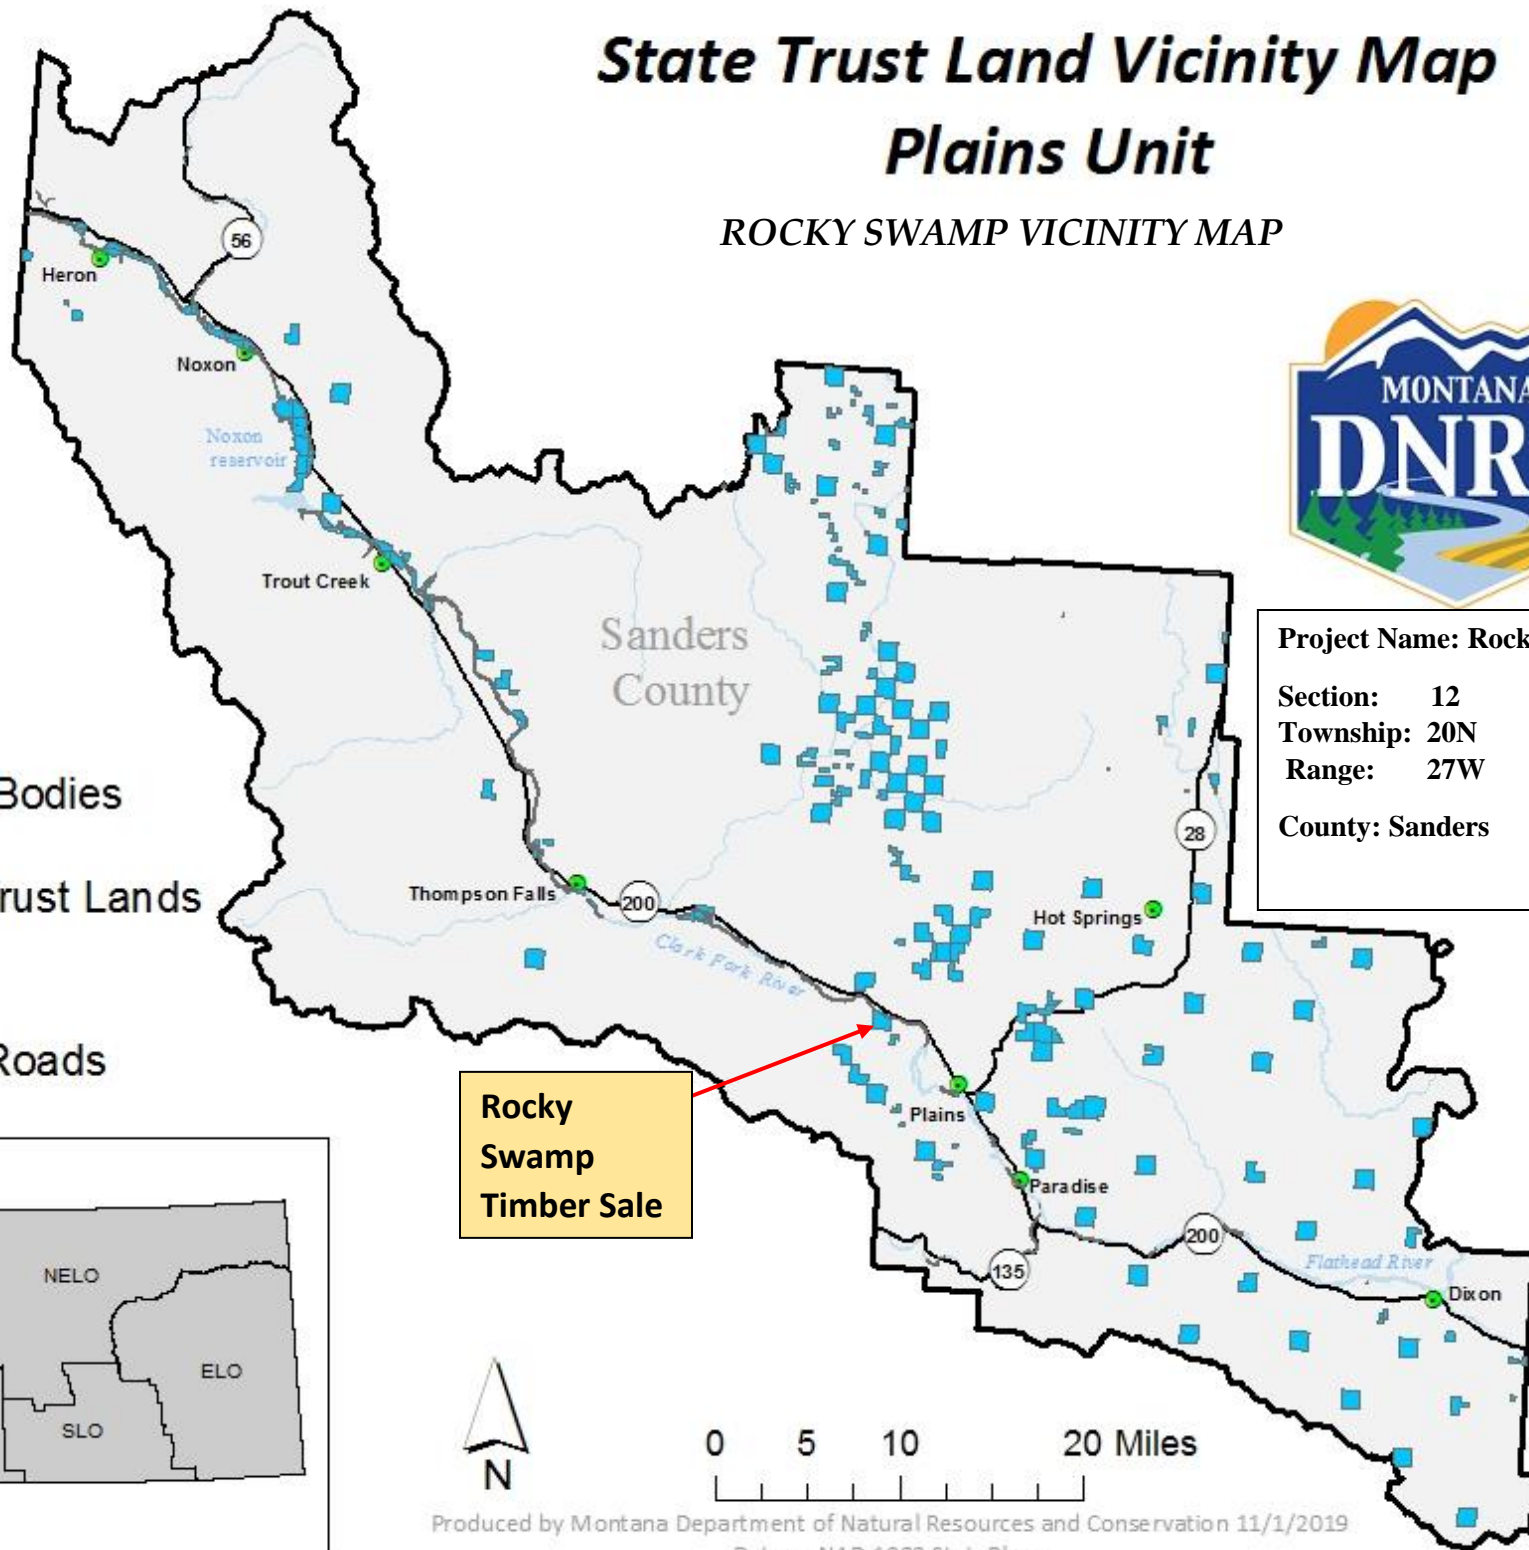 State Trust Land Vicinity Map
Plains Unit
ROCKY SWAMP VICINITY MAP
56
Heron
Noxon
Noxon
reservoir
Trout Creek
Sanders
County
MONTANA
DNR
Project Name: Rock
Section: 12
Township: 20N
Range: 27W
County: Sanders
Bodies
rust Lands
Roads
28
Thompson Falls
200
Hot Springs
Clark Fork River
Rocky
Swamp
Timber Sale
Plains
Paradise
200
135
Flathead River
Dixon
NELO
ELO
SLO
N
0 5 10 20 Miles
Produced by Montana Department of Natural Resources and Conservation 11/1/2019